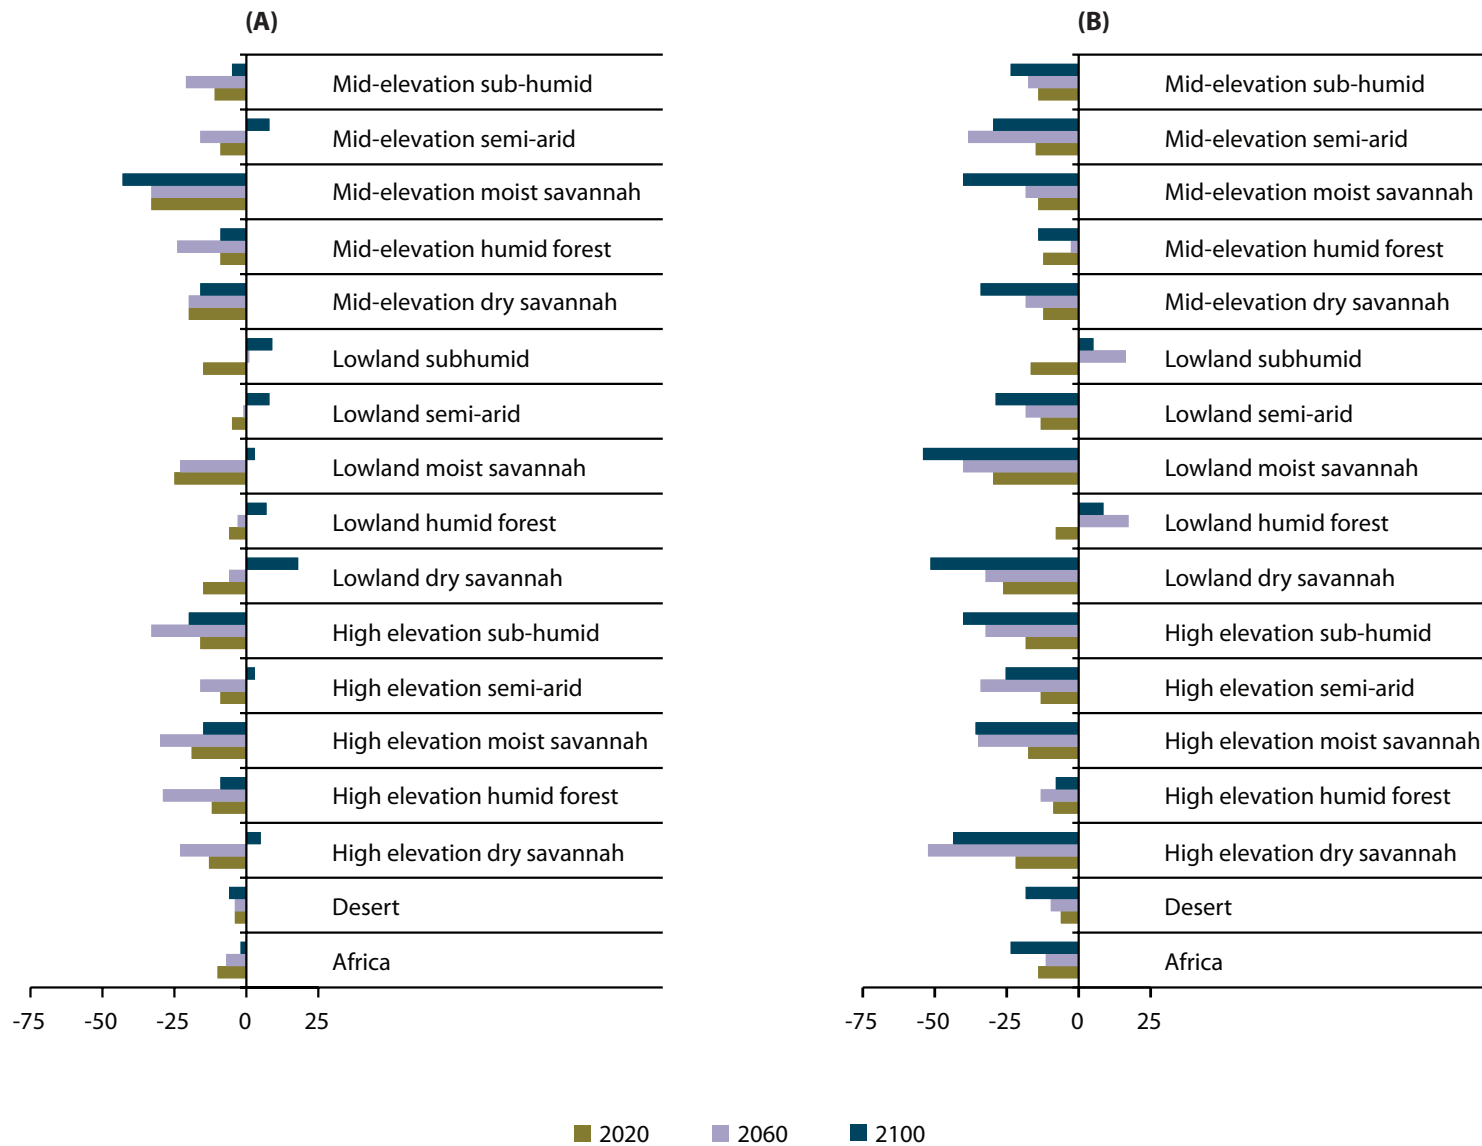 (A)
Mid-elevation sub-humid
Mid-elevation semi-arid
Mid-elevation moist savannah
Mid-elevation humid forest
Mid-elevation dry savannah
Lowland subhumid
Lowland semi-arid
Lowland moist savannah
Lowland humid forest
Lowland dry savannah
High elevation sub-humid
High elevation semi-arid
High elevation moist savannah
High elevation humid forest
High elevation dry savannah
Desert
Africa
-75 -50 -25 0 25
(B)
Mid-elevation sub-humid
Mid-elevation semi-arid
Mid-elevation moist savannah
Mid-elevation humid forest
Mid-elevation dry savannah
Lowland subhumid
Lowland semi-arid
Lowland moist savannah
Lowland humid forest
Lowland dry savannah
High elevation sub-humid
High elevation semi-arid
High elevation moist savannah
High elevation humid forest
High elevation dry savannah
Desert
Africa
-75 -50 -25 0 25
2020 2060 2100